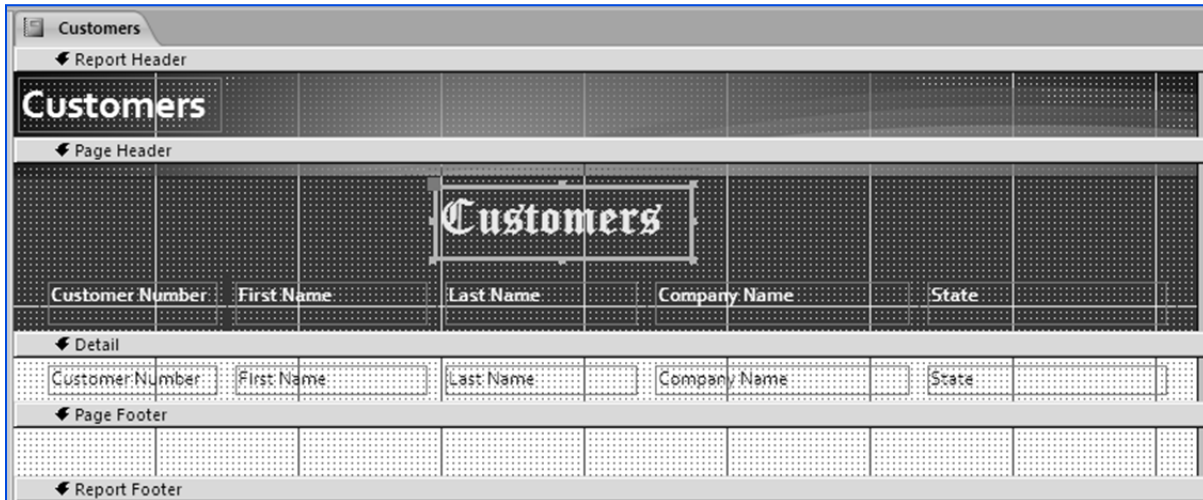 Customers
Report Header
Customers
Page Header
Customers
Customer Number First Name Last Name Company Name State
Detail
Customer Number First Name Last Name Company Name State
Page Footer
Report Footer